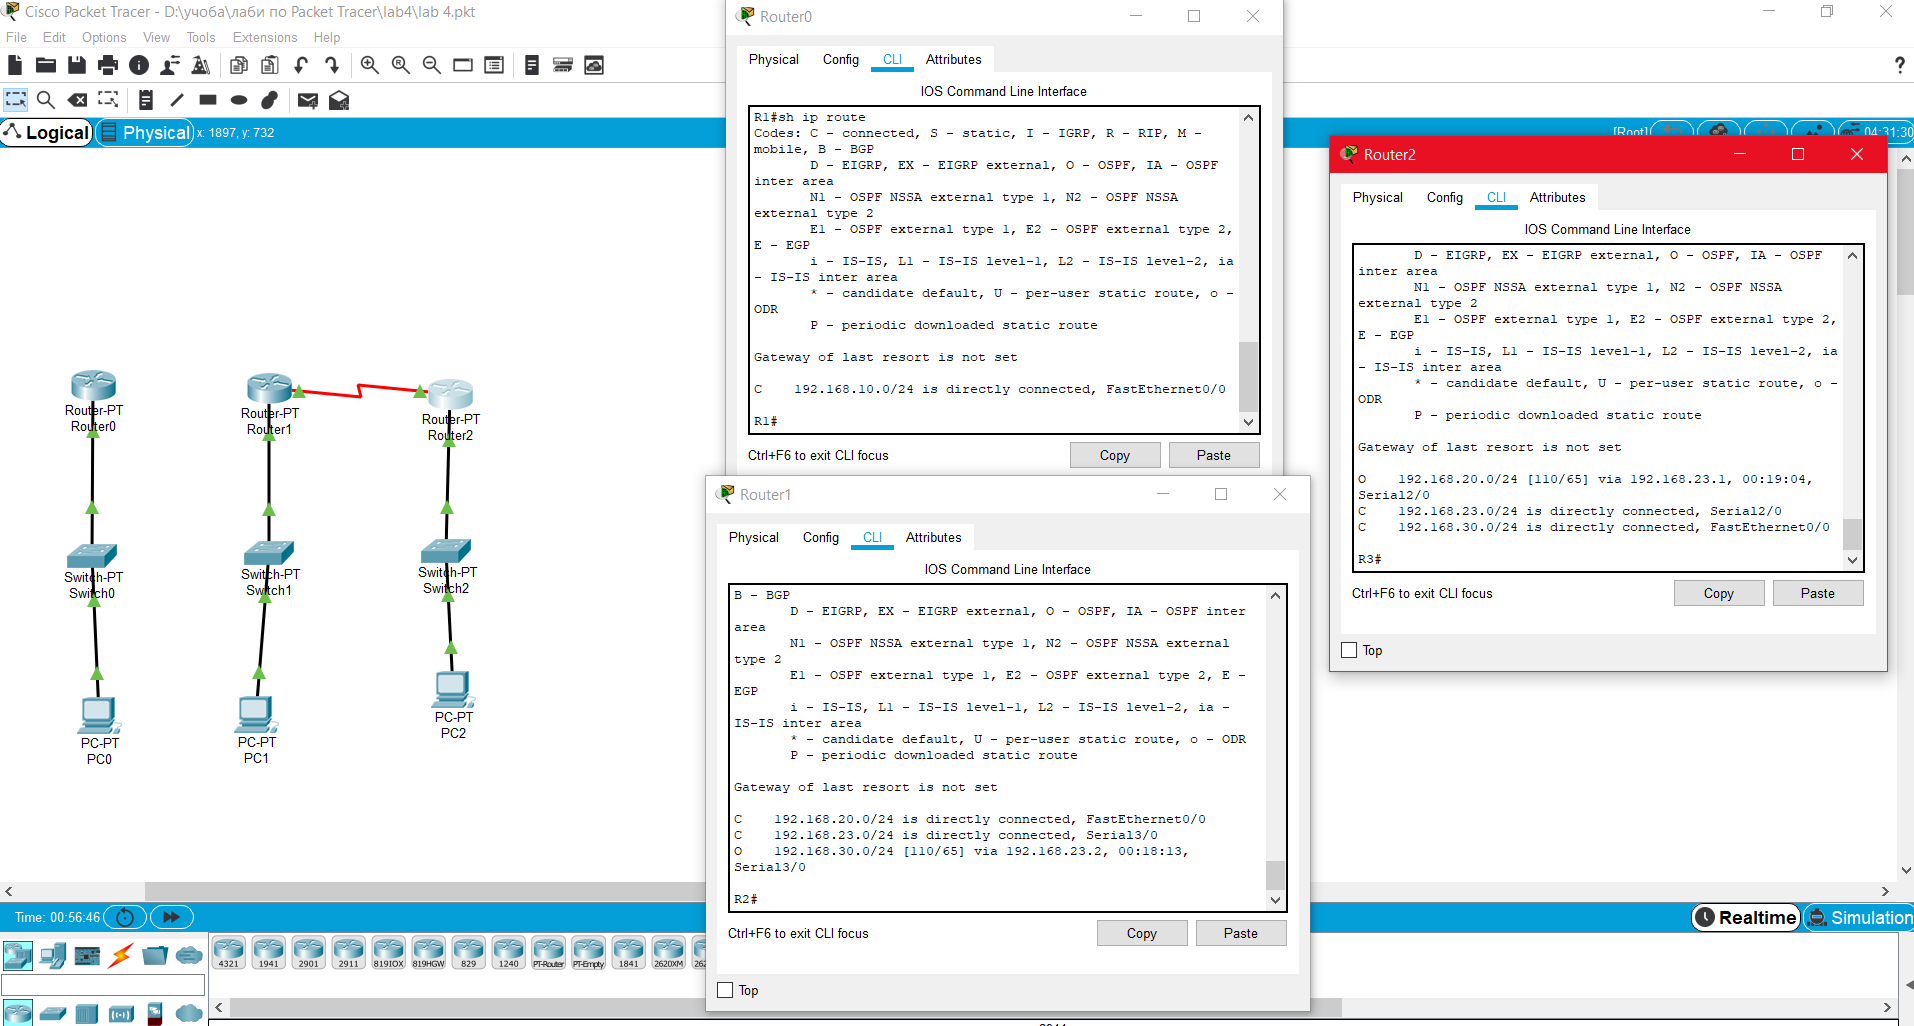 Cisco Packet Tracer - D:\учоба\лаби по Packet Tracer\lab4\lab 4.pkt
File Edit Options View Tools Extensions Help
Logical Physical x: 1897, y: 732
[Root] 04:31:30
Router-PT
Router0
Router-PT
Router1
Router-PT
Router2
Switch-PT
Switch0
Switch-PT
Switch1
Switch-PT
Switch2
PC-PT
PC0
PC-PT
PC1
PC-PT
PC2
Router0
Physical Config CLI Attributes
IOS Command Line Interface
R1#sh ip route
Codes: C - connected, S - static, I - IGRP, R - RIP, M -
mobile, B - BGP
D - EIGRP, EX - EIGRP external, O - OSPF, IA - OSPF
inter area
N1 - OSPF NSSA external type 1, N2 - OSPF NSSA
external type 2
E1 - OSPF external type 1, E2 - OSPF external type 2,
E - EGP
i - IS-IS, L1 - IS-IS level-1, L2 - IS-IS level-2, ia
- IS-IS inter area
* - candidate default, U - per-user static route, o -
ODR
P - periodic downloaded static route
Gateway of last resort is not set
C 192.168.10.0/24 is directly connected, FastEthernet0/0
R1#
Ctrl+F6 to exit CLI focus
Copy Paste
Router1
Physical Config CLI Attributes
IOS Command Line Interface
B - BGP
D - EIGRP, EX - EIGRP external, O - OSPF, IA - OSPF inter
area
N1 - OSPF NSSA external type 1, N2 - OSPF NSSA external
type 2
E1 - OSPF external type 1, E2 - OSPF external type 2, E -
EGP
i - IS-IS, L1 - IS-IS level-1, L2 - IS-IS level-2, ia -
IS-IS inter area
* - candidate default, U - per-user static route, o - ODR
P - periodic downloaded static route
Gateway of last resort is not set
C 192.168.20.0/24 is directly connected, FastEthernet0/0
C 192.168.23.0/24 is directly connected, Serial3/0
O 192.168.30.0/24 [110/65] via 192.168.23.2, 00:18:13,
Serial3/0
R2#
Ctrl+F6 to exit CLI focus
Copy Paste
Top
Router2
Physical Config CLI Attributes
IOS Command Line Interface
D - EIGRP, EX - EIGRP external, O - OSPF, IA - OSPF
inter area
N1 - OSPF NSSA external type 1, N2 - OSPF NSSA
external type 2
E1 - OSPF external type 1, E2 - OSPF external type 2,
E - EGP
i - IS-IS, L1 - IS-IS level-1, L2 - IS-IS level-2, ia
- IS-IS inter area
* - candidate default, U - per-user static route, o -
ODR
P - periodic downloaded static route
Gateway of last resort is not set
O 192.168.20.0/24 [110/65] via 192.168.23.1, 00:19:04,
Serial2/0
C 192.168.23.0/24 is directly connected, Serial2/0
C 192.168.30.0/24 is directly connected, FastEthernet0/0
R3#
Ctrl+F6 to exit CLI focus
Copy Paste
Top
Time: 00:56:46
Realtime Simulation
4321 1941 2901 2911 819IOX 819HGW 829 1240 PT-Router PT-Empty 1841 2620XM